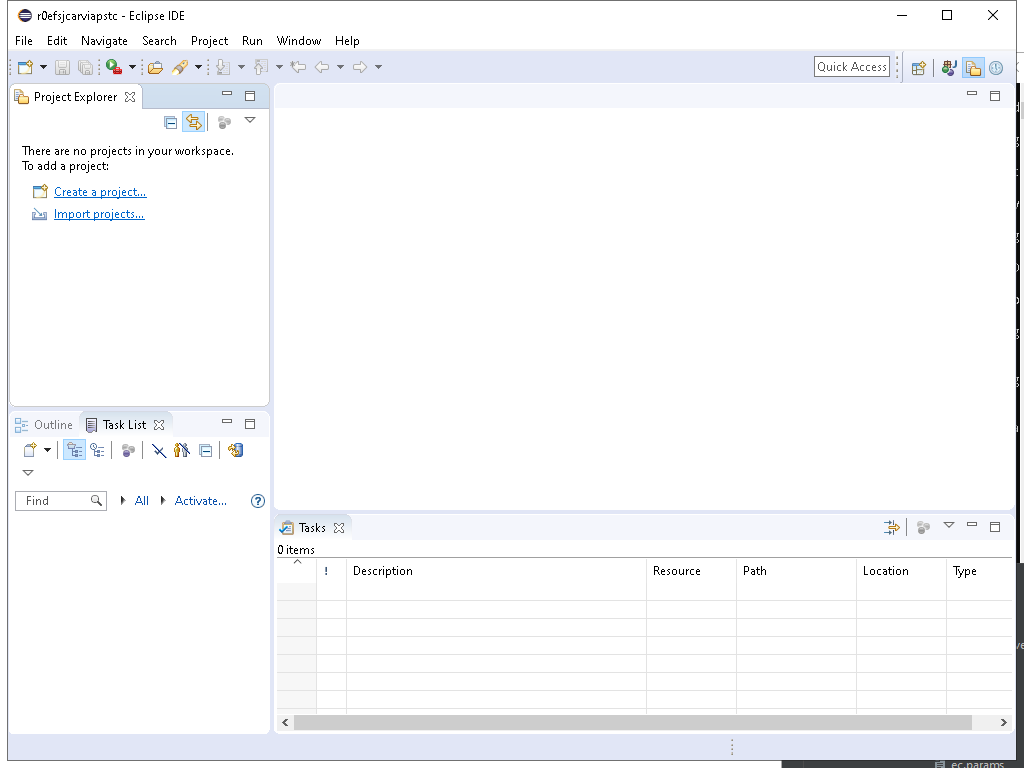 r0efsjcarviapstc - Eclipse IDE
File Edit Navigate Search Project Run Window Help
Quick Access
Project Explorer
There are no projects in your workspace.
To add a project:
Create a project...
Import projects...
Outline Task List
Find All Activate...
Tasks
0 items
! Description Resource Path Location Type
ec.params